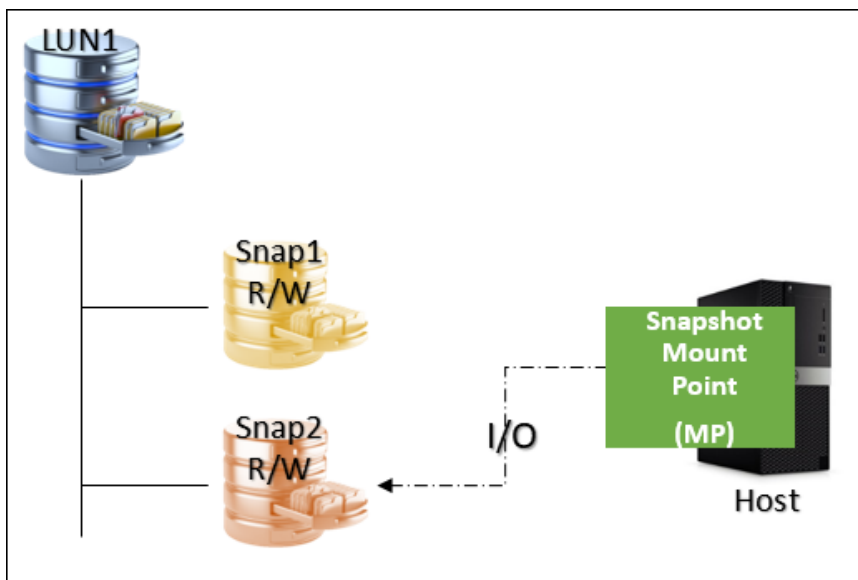 LUN1
Snap1
R/W
Snapshot
Mount
Point
(MP)
I/O
Snap2
R/W
Host